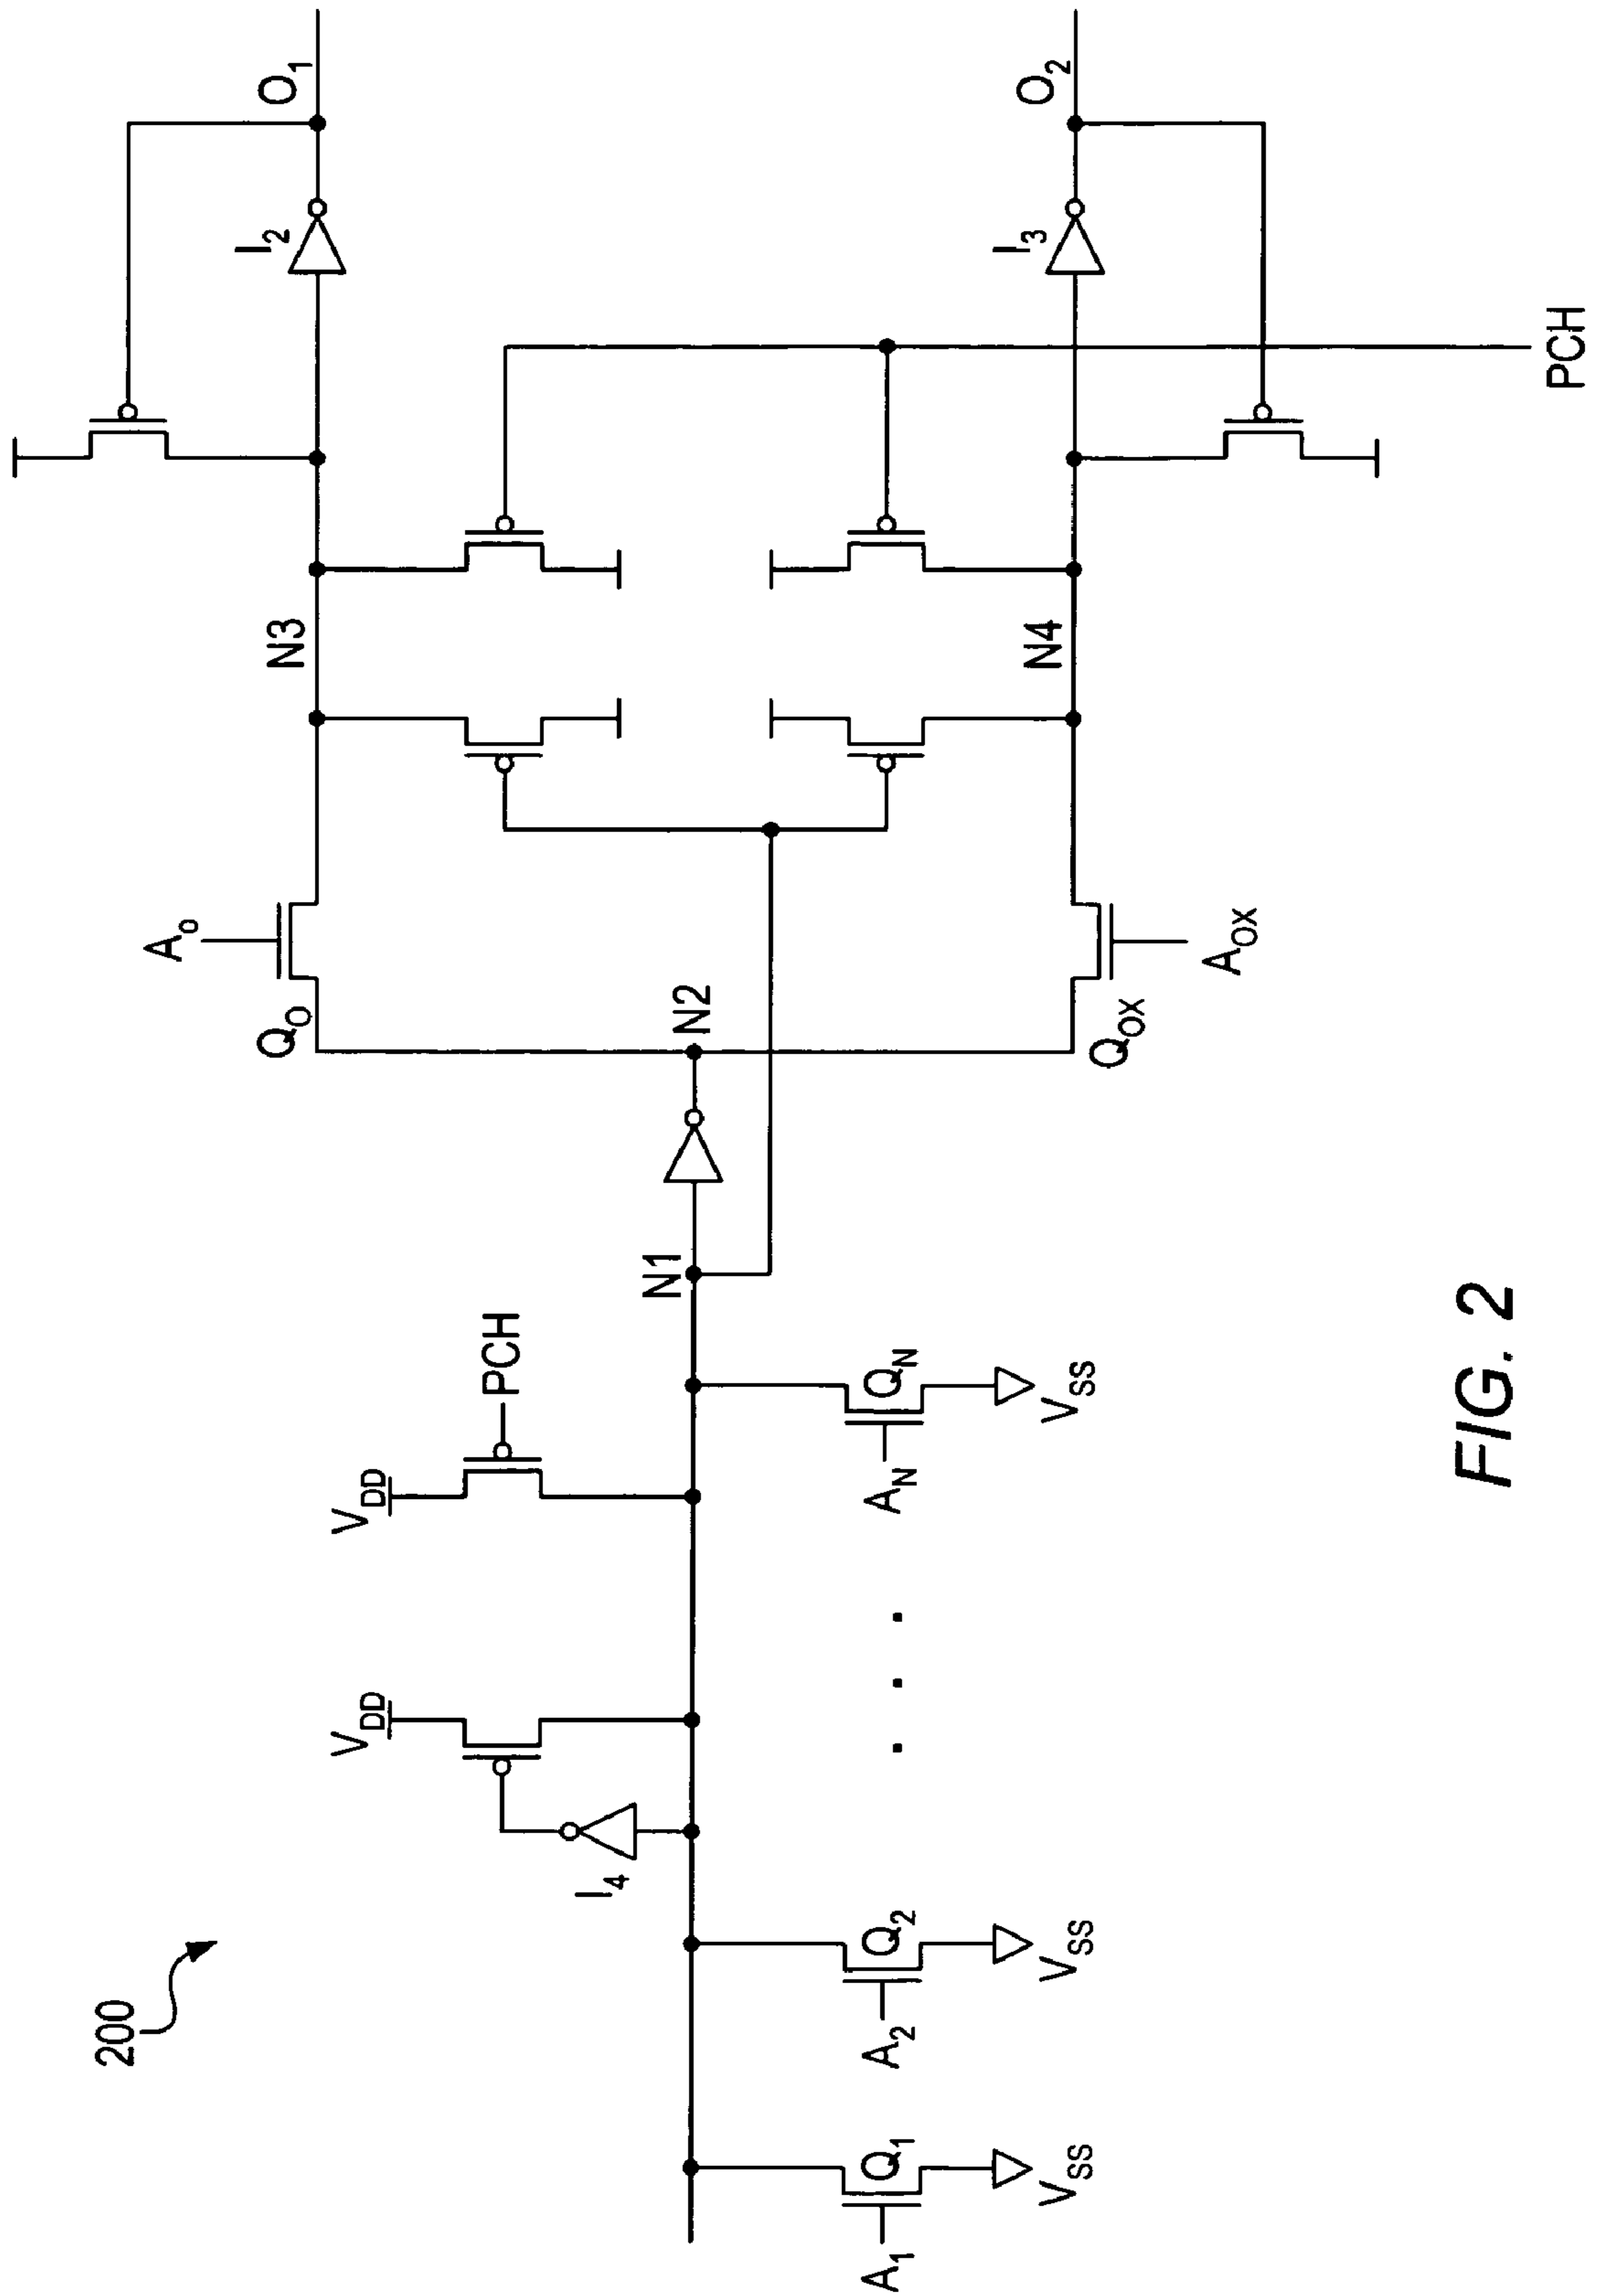 200
A1
Q1
VSS
A2
Q2
VSS
I4
VDD
VDD
PCH
AN
QN
VSS
N1
N2
QO
AO
QOX
AOX
N3
N4
I2
O1
I3
O2
PCH
FIG. 2